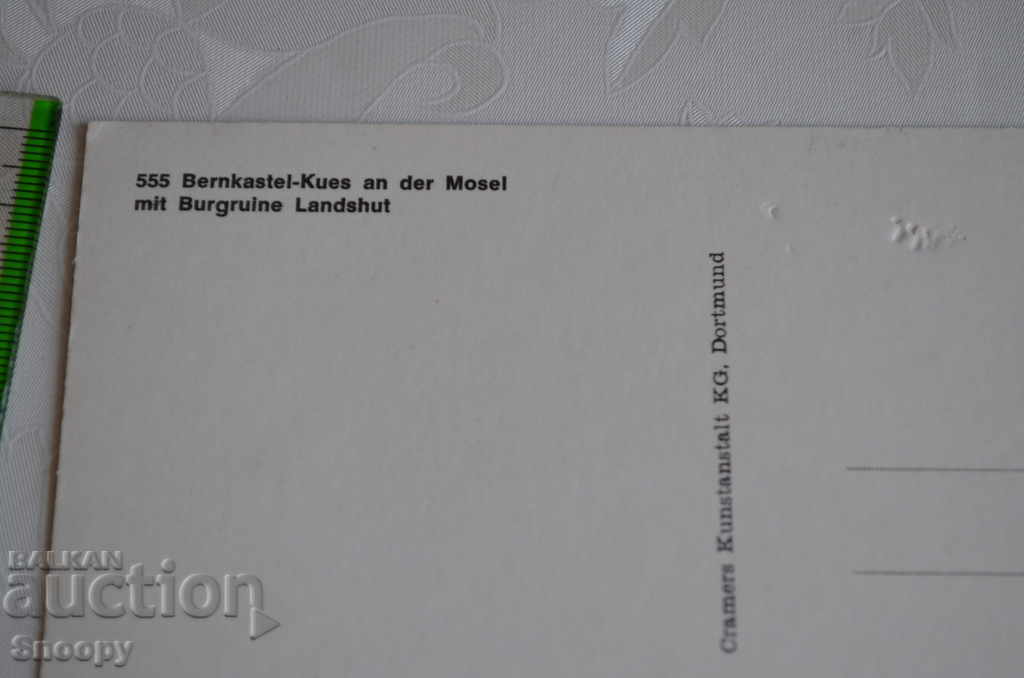 555 Bernkastel-Kues an der Mosel
mit Burgruine Landshut
Cramers Kunstanstalt KG, Dortmund
BALKAN
auction
Snoopy